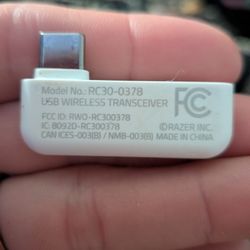 Model No.: RC30-0378
USB WIRELESS TRANSCEIVER
FC
FCC ID: RWO-RC300378
IC: 8092D-RC300378
©RAZER INC.
CAN ICES-003(B) / NMB-003(B)
MADE IN CHINA